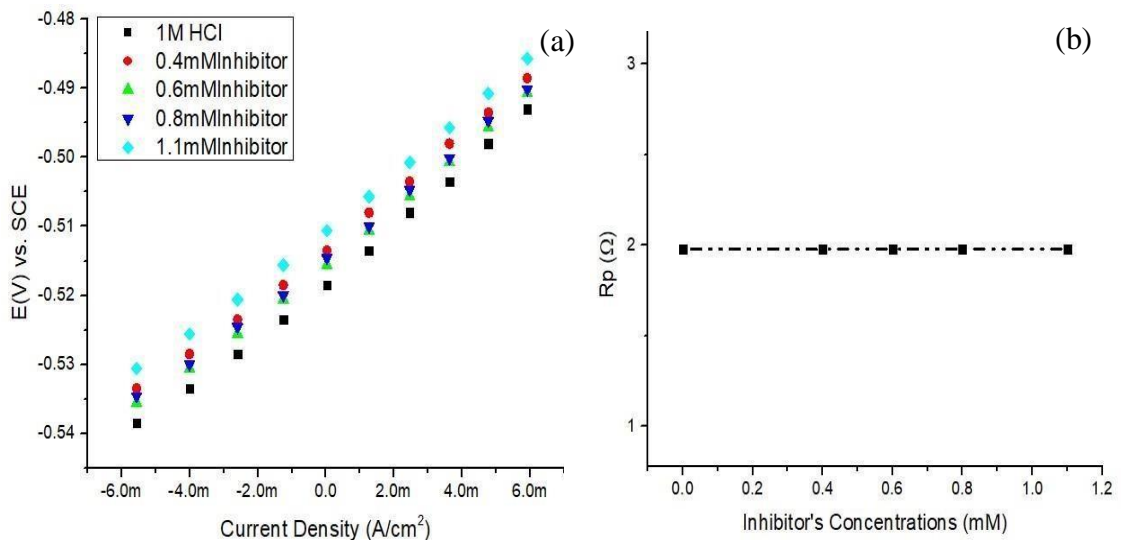 (a)
1M HCl
0.4mMInhibitor
0.6mMInhibitor
0.8mMInhibitor
1.1mMInhibitor
E(V) vs. SCE
-0.48
-0.49
-0.50
-0.51
-0.52
-0.53
-0.54
-6.0m -4.0m -2.0m 0.0 2.0m 4.0m 6.0m
Current Density (A/cm²)
(b)
Rp (Ω)
3
2
1
0.0 0.2 0.4 0.6 0.8 1.0 1.2
Inhibitor's Concentrations (mM)